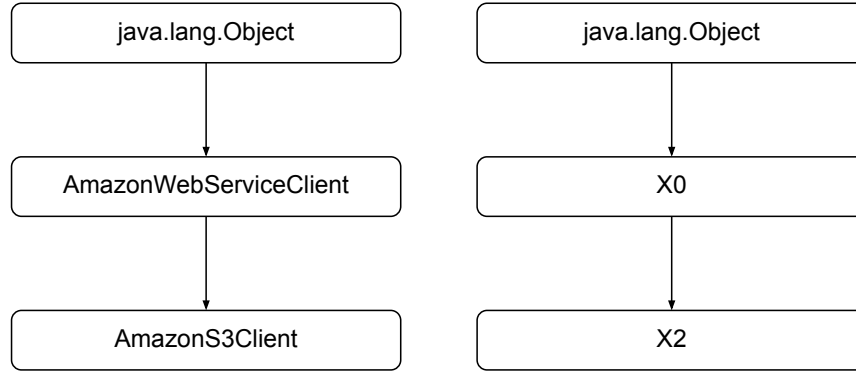 java.lang.Object
java.lang.Object
AmazonWebServiceClient
X0
AmazonS3Client
X2